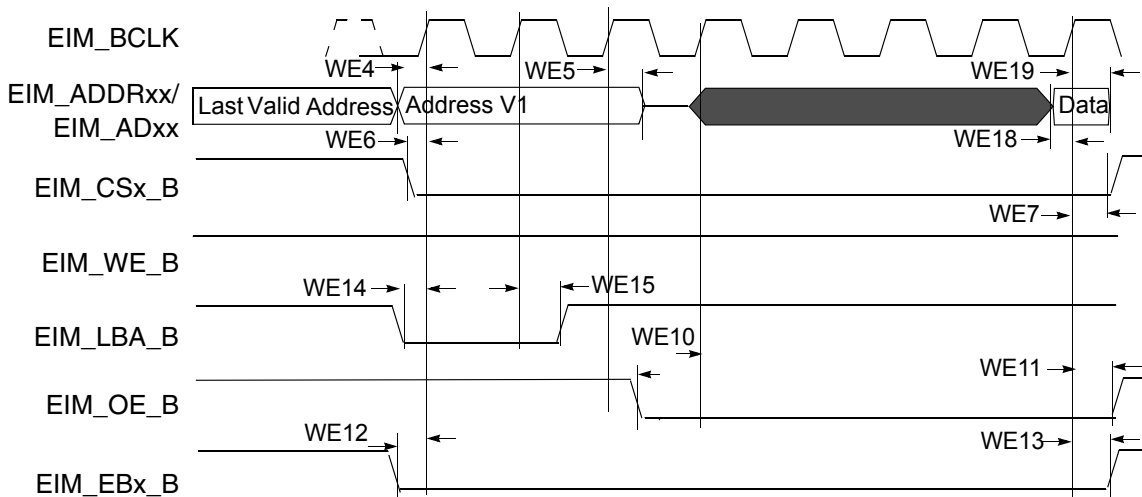 EIM_BCLK
WE4
WE5
WE19
EIM_ADDRxx/
EIM_ADxx
Last Valid Address
Address V1
Data
WE6
WE18
EIM_CSx_B
WE7
EIM_WE_B
WE14
WE15
EIM_LBA_B
WE10
WE11
EIM_OE_B
WE12
WE13
EIM_EBx_B